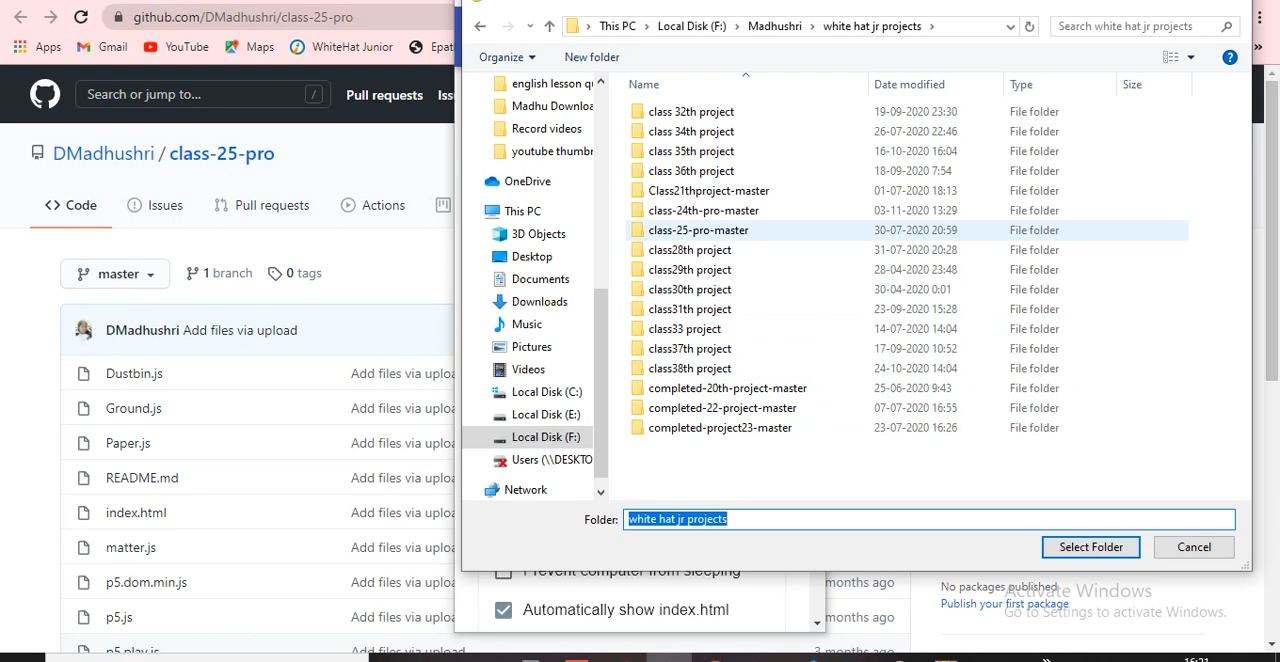 github.com/DMadhushri/class-25-pro
Apps Gmail YouTube Maps WhiteHat Junior
Search or jump to... /
Pull requests
DMadhushri / class-25-pro
<> Code Issues Pull requests Actions
master 1 branch 0 tags
DMadhushri Add files via upload
Dustbin.js Add files via
Ground.js Add files via
Paper.js Add files via
README.md Add files via
index.html Add files via
matter.js Add files via
p5.dom.min.js Add files via
p5.js Add files via
p5.play.js Add files via upload 3 months ago
This PC > Local Disk (F:) > Madhushri > white hat jr projects >
Search white hat jr projects
Organize New folder
english lesson
Madhu
Record videos
youtube
OneDrive
This PC
3D Objects
Desktop
Documents
Downloads
Music
Pictures
Videos
Local Disk (C:)
Local Disk (E:)
Local Disk (F:)
Users
Network
Name Date modified Type Size
class 32th project 19-09-2020 23:30 File folder
class 34th project 26-07-2020 22:46 File folder
class 35th project 16-10-2020 16:04 File folder
class 36th project 18-09-2020 7:54 File folder
Class21thproject-master 01-07-2020 18:13 File folder
class-24th-pro-master 03-11-2020 13:29 File folder
class-25-pro-master 30-07-2020 20:59 File folder
class28th project 31-07-2020 20:28 File folder
class29th project 28-04-2020 23:48 File folder
class30th project 30-04-2020 0:01 File folder
class31th project 23-09-2020 15:28 File folder
class33 project 14-07-2020 14:04 File folder
class37th project 17-09-2020 10:52 File folder
class38th project 24-10-2020 14:04 File folder
completed-20th-project-master 25-06-2020 9:43 File folder
completed-22-project-master 07-07-2020 16:55 File folder
completed-project23-master 23-07-2020 16:26 File folder
Folder: white hat jr projects
Select Folder Cancel
Prevent computer from sleeping
Automatically show index.html
months ago
months ago
No packages published
Publish your first package
Activate Windows
Go to Settings to activate Windows.
16:21